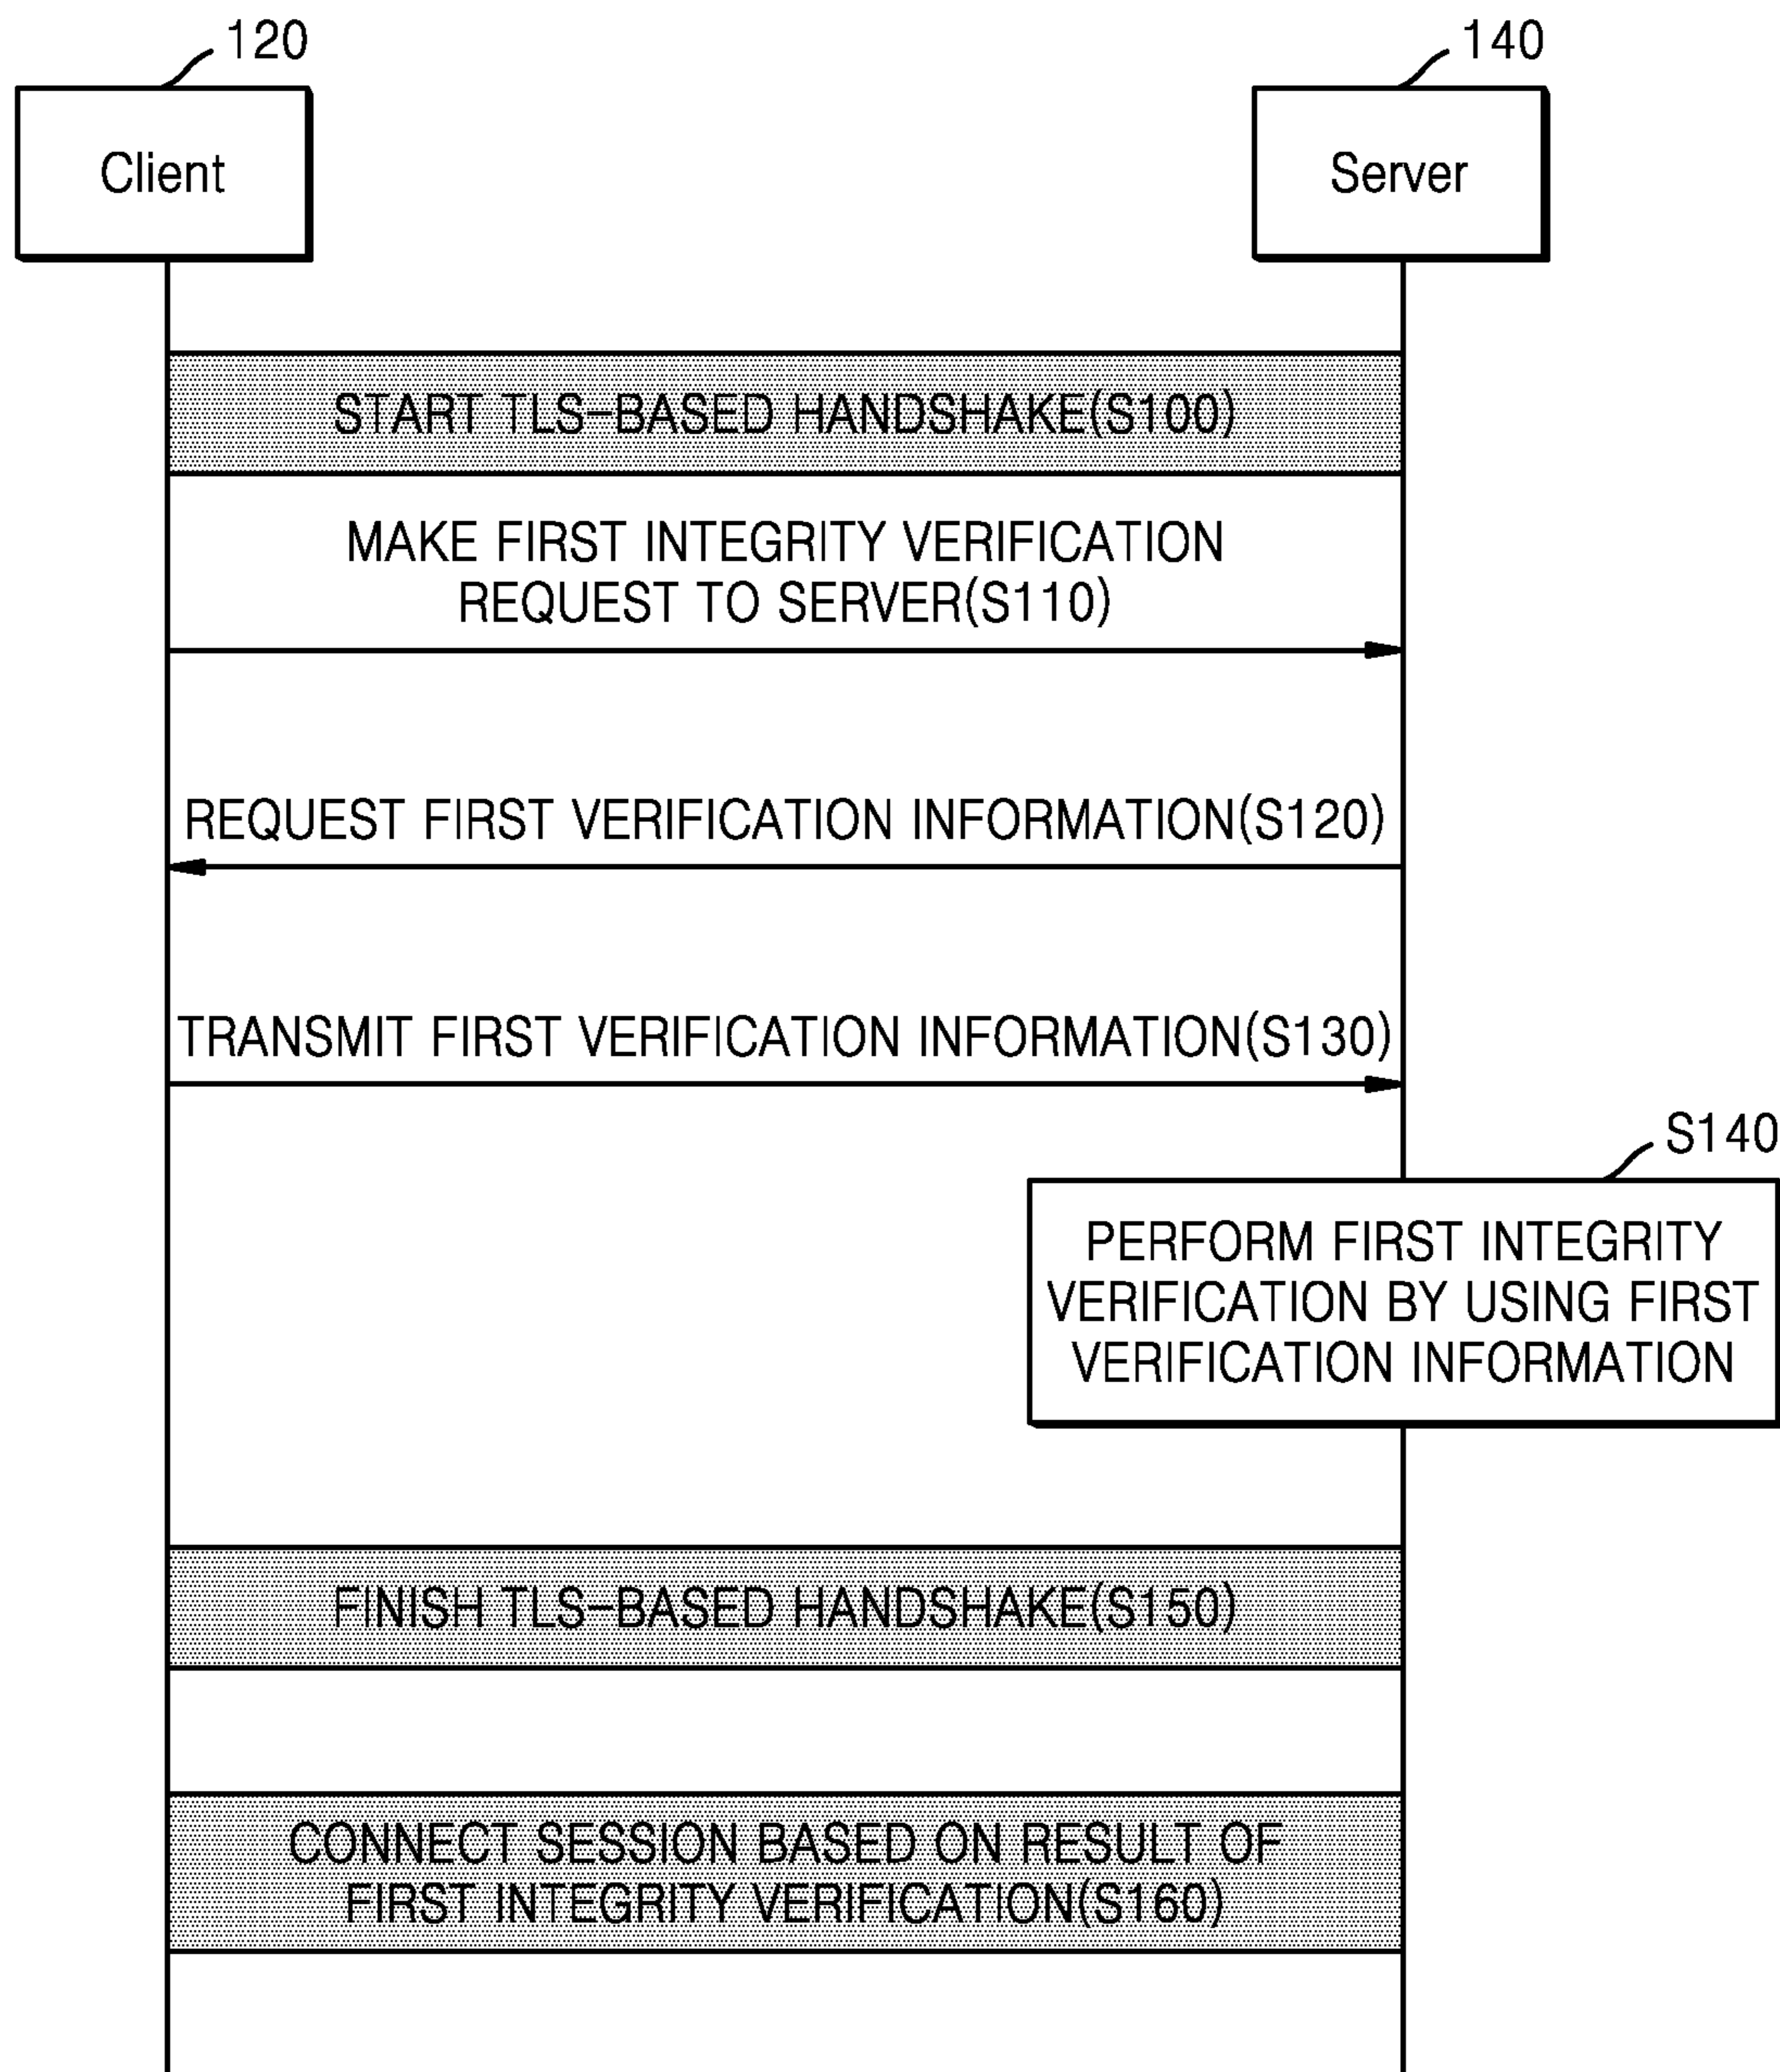 120
140
Client
Server
START TLS-BASED HANDSHAKE(S100)
MAKE FIRST INTEGRITY VERIFICATION
REQUEST TO SERVER(S110)
REQUEST FIRST VERIFICATION INFORMATION(S120)
TRANSMIT FIRST VERIFICATION INFORMATION(S130)
S140
PERFORM FIRST INTEGRITY
VERIFICATION BY USING FIRST
VERIFICATION INFORMATION
FINISH TLS-BASED HANDSHAKE(S150)
CONNECT SESSION BASED ON RESULT OF
FIRST INTEGRITY VERIFICATION(S160)